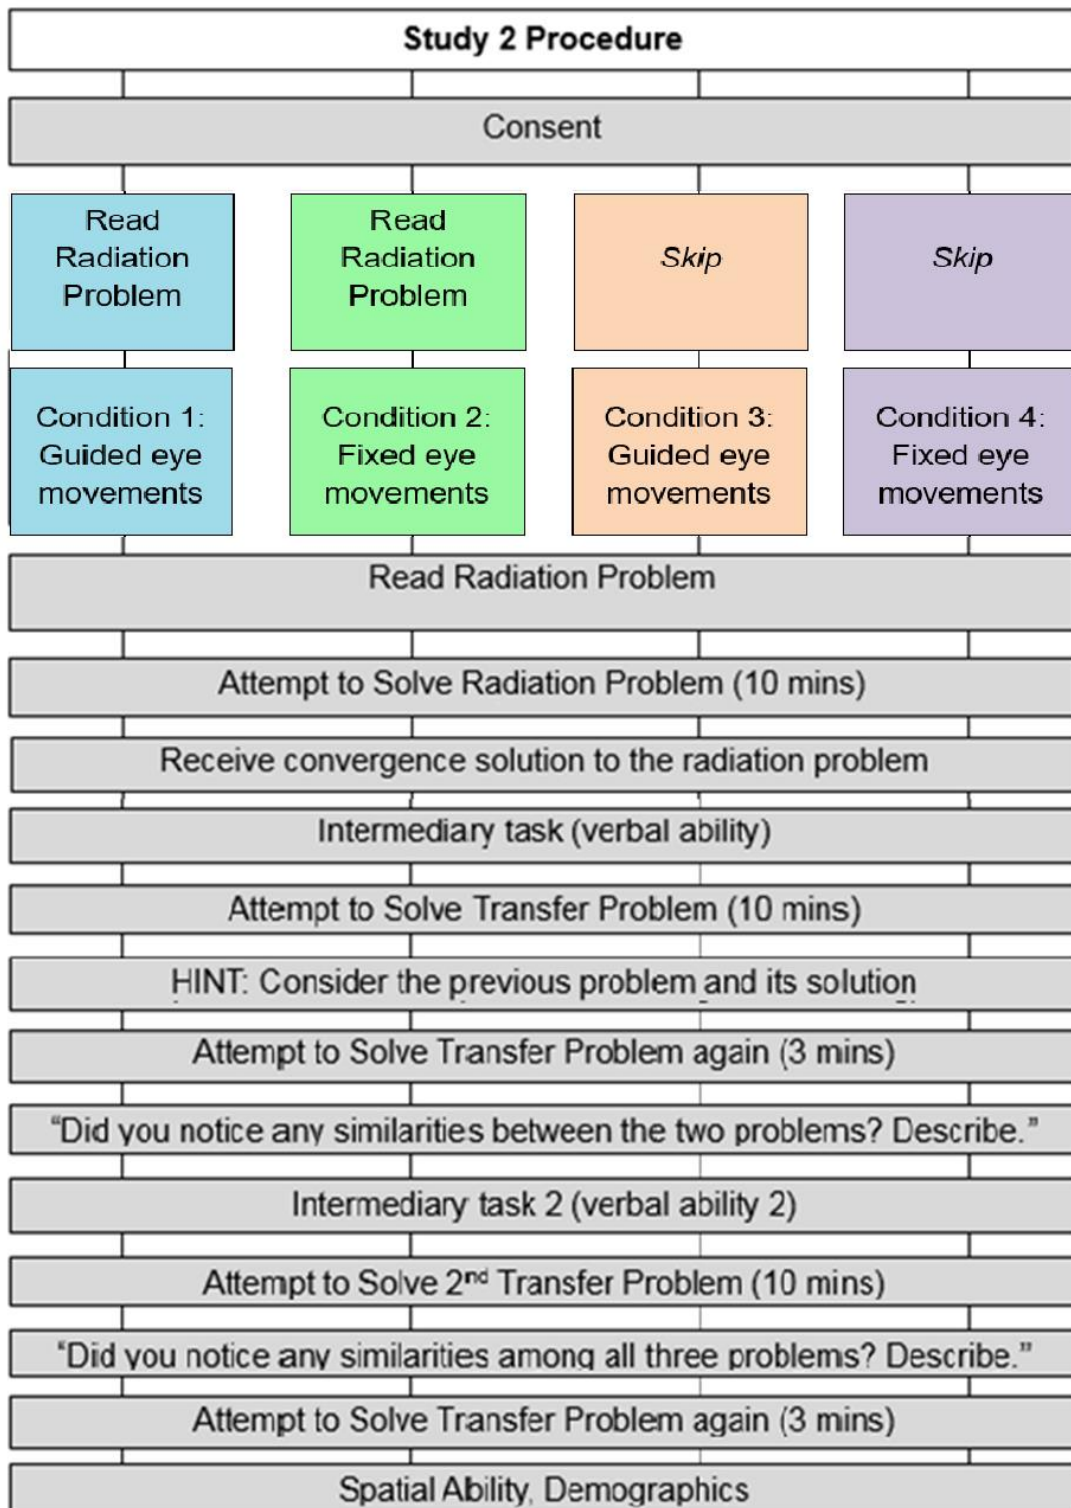 Study 2 Procedure
Consent
Read
Radiation
Problem
Read
Radiation
Problem
Skip
Skip
Condition 1:
Guided eye
movements
Condition 2:
Fixed eye
movements
Condition 3:
Guided eye
movements
Condition 4:
Fixed eye
movements
Read Radiation Problem
Attempt to Solve Radiation Problem (10 mins)
Receive convergence solution to the radiation problem
Intermediary task (verbal ability)
Attempt to Solve Transfer Problem (10 mins)
HINT: Consider the previous problem and its solution
Attempt to Solve Transfer Problem again (3 mins)
“Did you notice any similarities between the two problems? Describe.”
Intermediary task 2 (verbal ability 2)
Attempt to Solve 2nd Transfer Problem (10 mins)
“Did you notice any similarities among all three problems? Describe.”
Attempt to Solve Transfer Problem again (3 mins)
Spatial Ability, Demographics